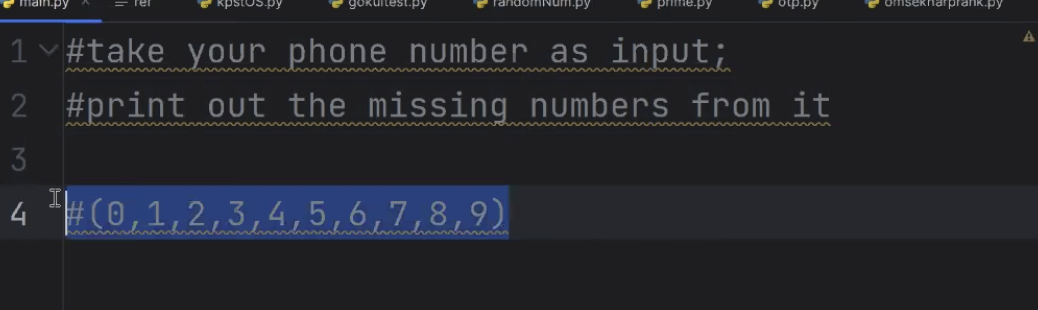 main.py rer kpstOS.py gokultest.py randomNum.py prime.py otp.py omsekharprank.py
1 #take your phone number as input;
2 #print out the missing numbers from it
3
4 #(0,1,2,3,4,5,6,7,8,9)